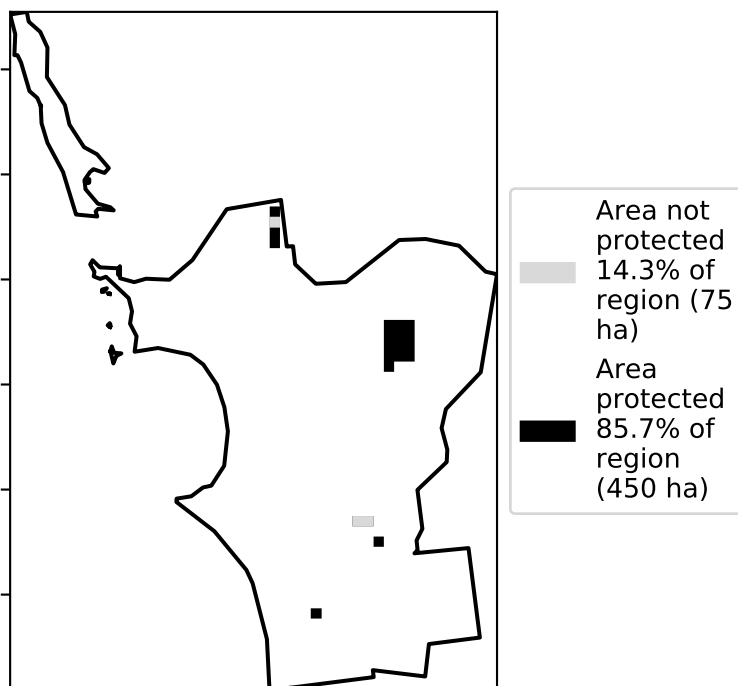 Area not
protected
14.3% of
region (75
ha)
Area
protected
85.7% of
region
(450 ha)